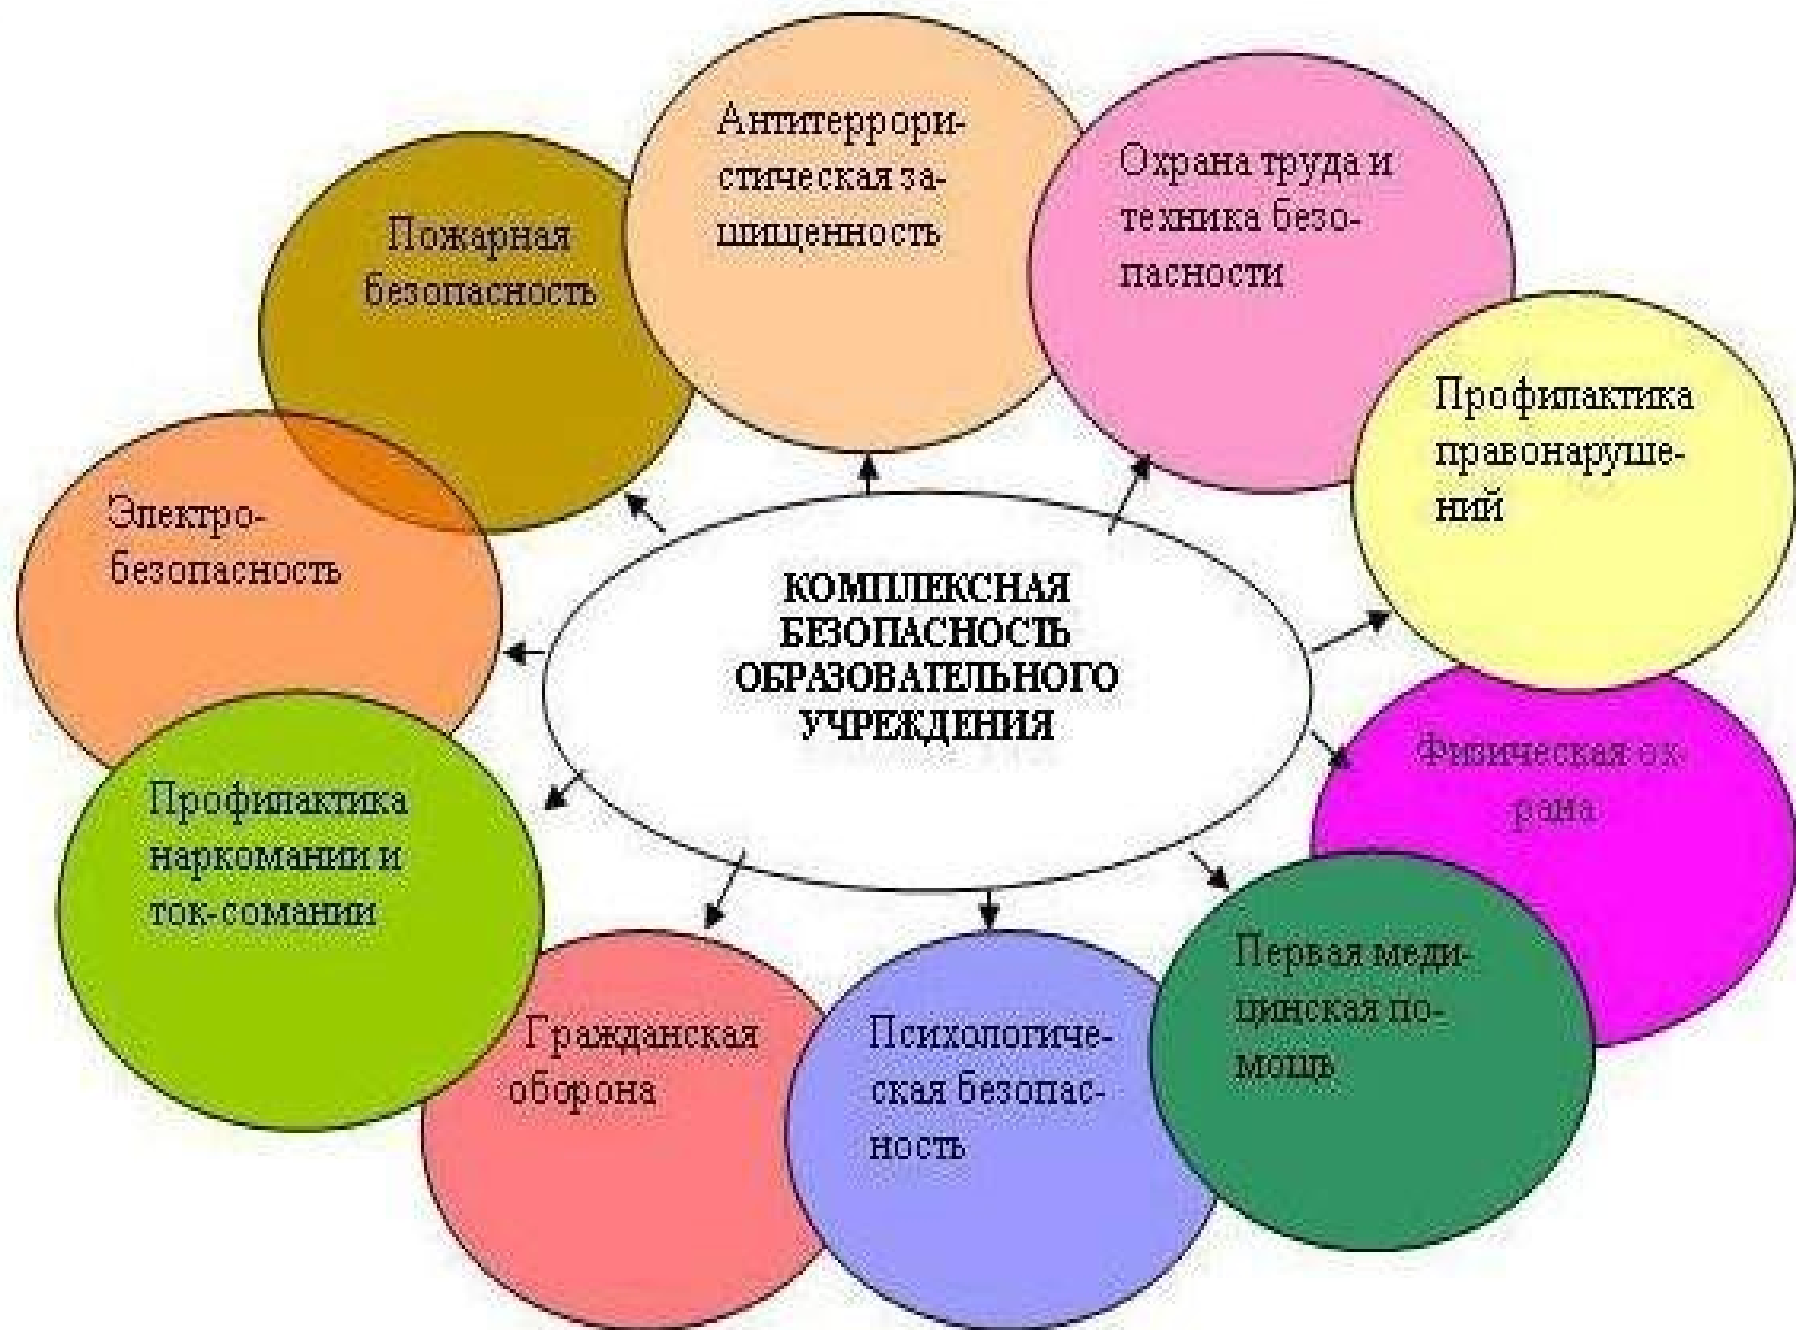 Антитеррори-
стическая за-
щищенность
Охрана труда и
техника безо-
пасности
Пожарная
безопасность
Профилактика
правонаруше-
ний
Электро-
безопасность
КОМПЛЕКСНАЯ
БЕЗОПАСНОСТЬ
ОБРАЗОВАТЕЛЬНОГО
УЧРЕЖДЕНИЯ
Физическая ох-
рана
Профилактика
наркомании и
ток-сомании
Первая меди-
цинская по-
мощь
Гражданская
оборона
Психологиче-
ская безопас-
ность